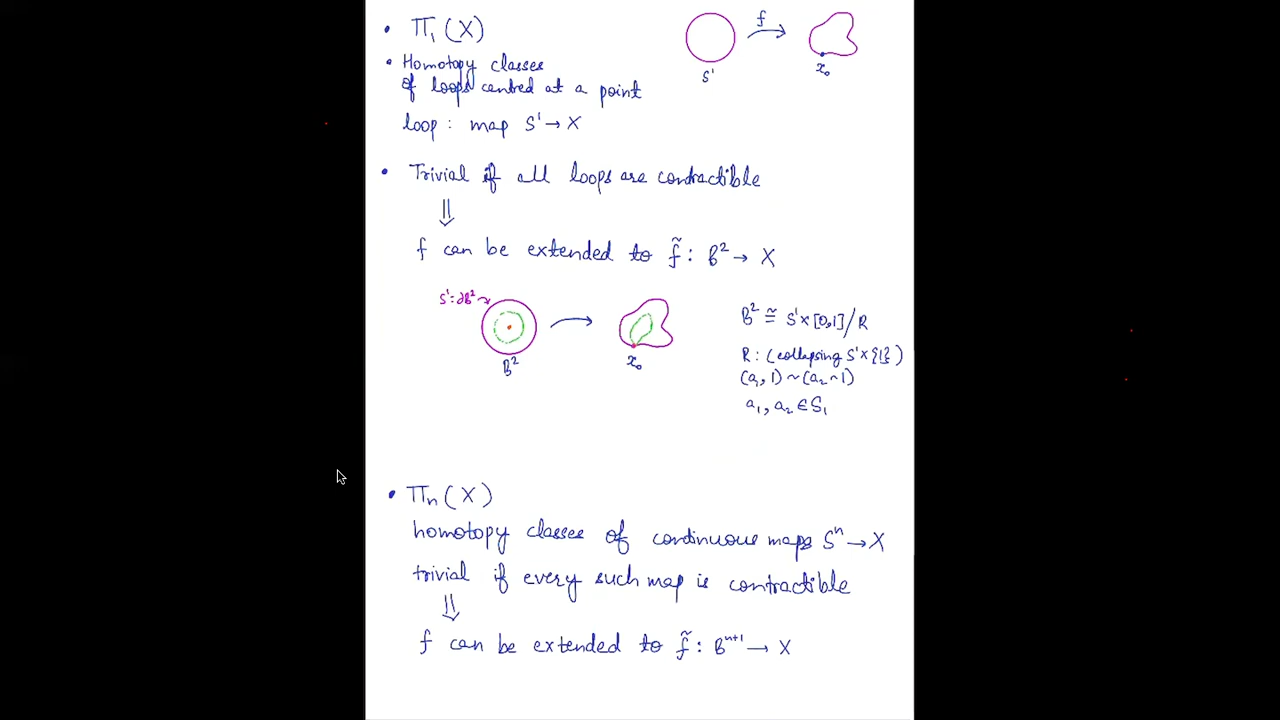 • Π₁(X)
f
S¹
x₀
• Homotopy classes
of loops centred at a point
loop : map S¹ → X
• Trivial if all loops are contractible
⇓
f can be extended to f̃ : B² → X
S¹=∂B²
B²
x₀
B² ≅ S¹×[0,1]/R
R: (collapsing S¹×{1})
(a₁,1) ~ (a₂~1)
a₁, a₂ ∈ S₁
• Πₙ(X)
homotopy classes of continuous maps Sⁿ → X
trivial if every such map is contractible
⇓
f can be extended to f̃ : Bⁿ⁺¹ → X